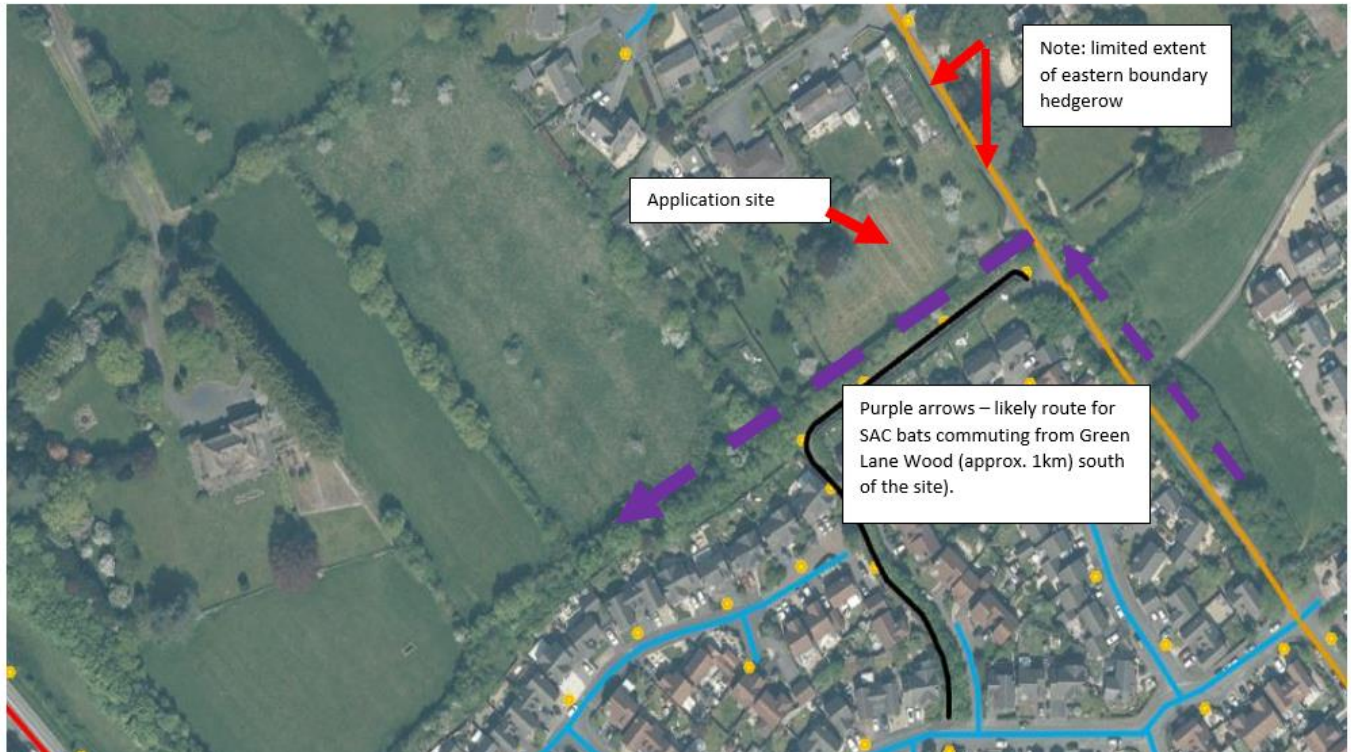 Note: limited extent
of eastern boundary
hedgerow
Application site
Purple arrows – likely route for
SAC bats commuting from Green
Lane Wood (approx. 1km) south
of the site).